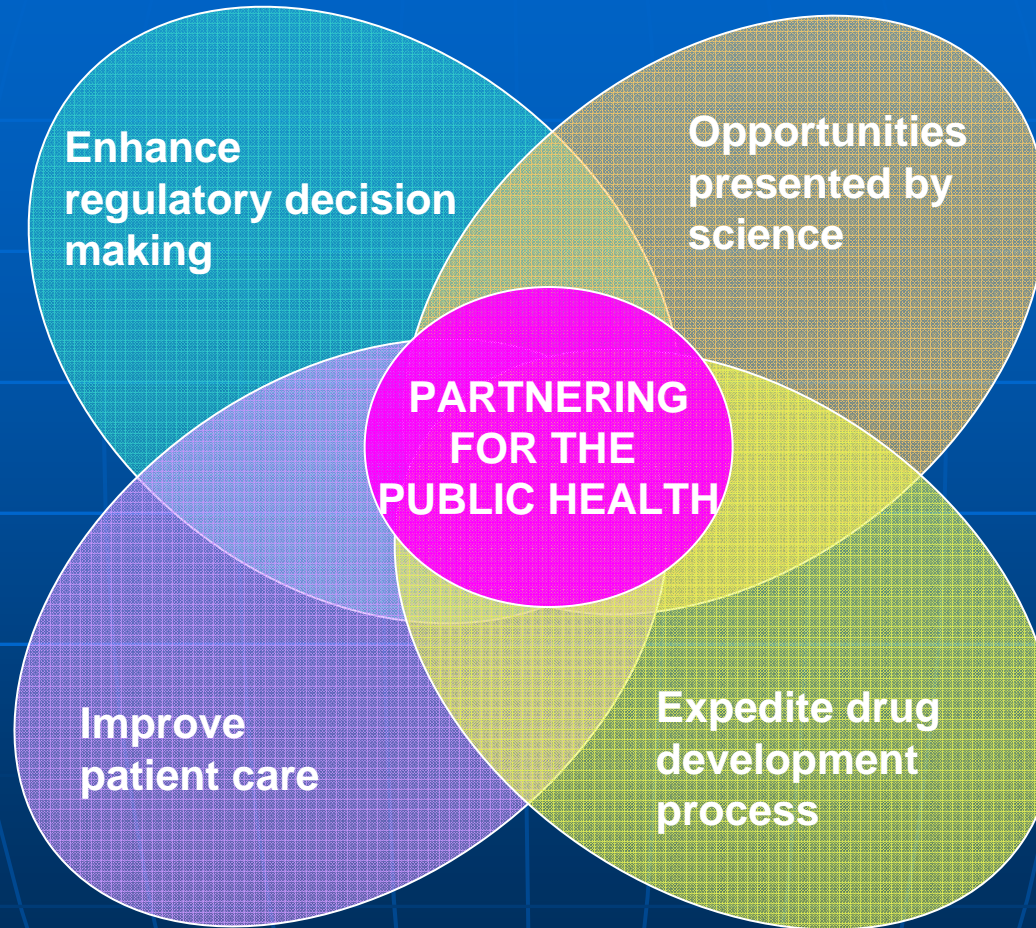 Enhance
regulatory decision
making
Opportunities
presented by
science
PARTNERING
FOR THE
PUBLIC HEALTH
Improve
patient care
Expedite drug
development
process